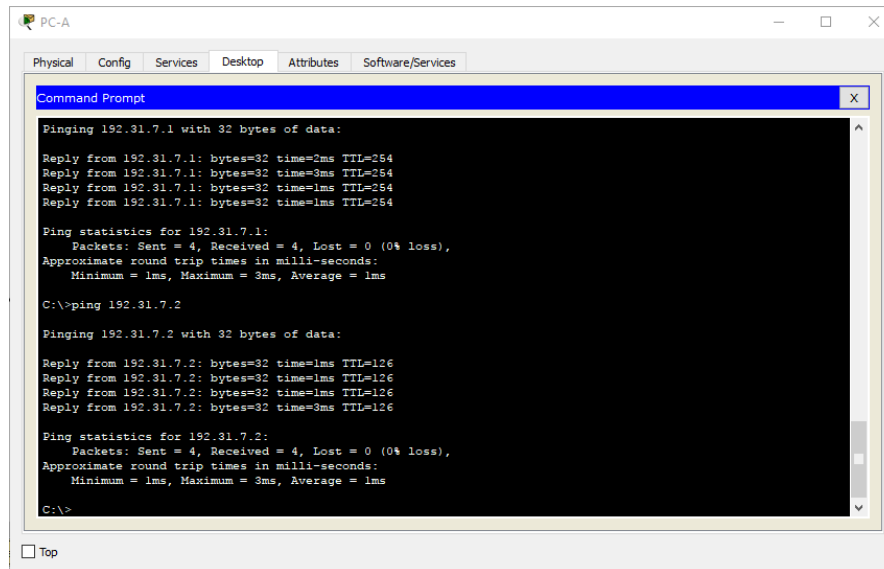 PC-A
Physical Config Services Desktop Attributes Software/Services
Command Prompt X
Pinging 192.31.7.1 with 32 bytes of data:
Reply from 192.31.7.1: bytes=32 time=2ms TTL=254
Reply from 192.31.7.1: bytes=32 time=3ms TTL=254
Reply from 192.31.7.1: bytes=32 time=1ms TTL=254
Reply from 192.31.7.1: bytes=32 time=1ms TTL=254
Ping statistics for 192.31.7.1:
Packets: Sent = 4, Received = 4, Lost = 0 (0% loss),
Approximate round trip times in milli-seconds:
Minimum = 1ms, Maximum = 3ms, Average = 1ms
C:\>ping 192.31.7.2
Pinging 192.31.7.2 with 32 bytes of data:
Reply from 192.31.7.2: bytes=32 time=1ms TTL=126
Reply from 192.31.7.2: bytes=32 time=1ms TTL=126
Reply from 192.31.7.2: bytes=32 time=1ms TTL=126
Reply from 192.31.7.2: bytes=32 time=3ms TTL=126
Ping statistics for 192.31.7.2:
Packets: Sent = 4, Received = 4, Lost = 0 (0% loss),
Approximate round trip times in milli-seconds:
Minimum = 1ms, Maximum = 3ms, Average = 1ms
C:\>
Top